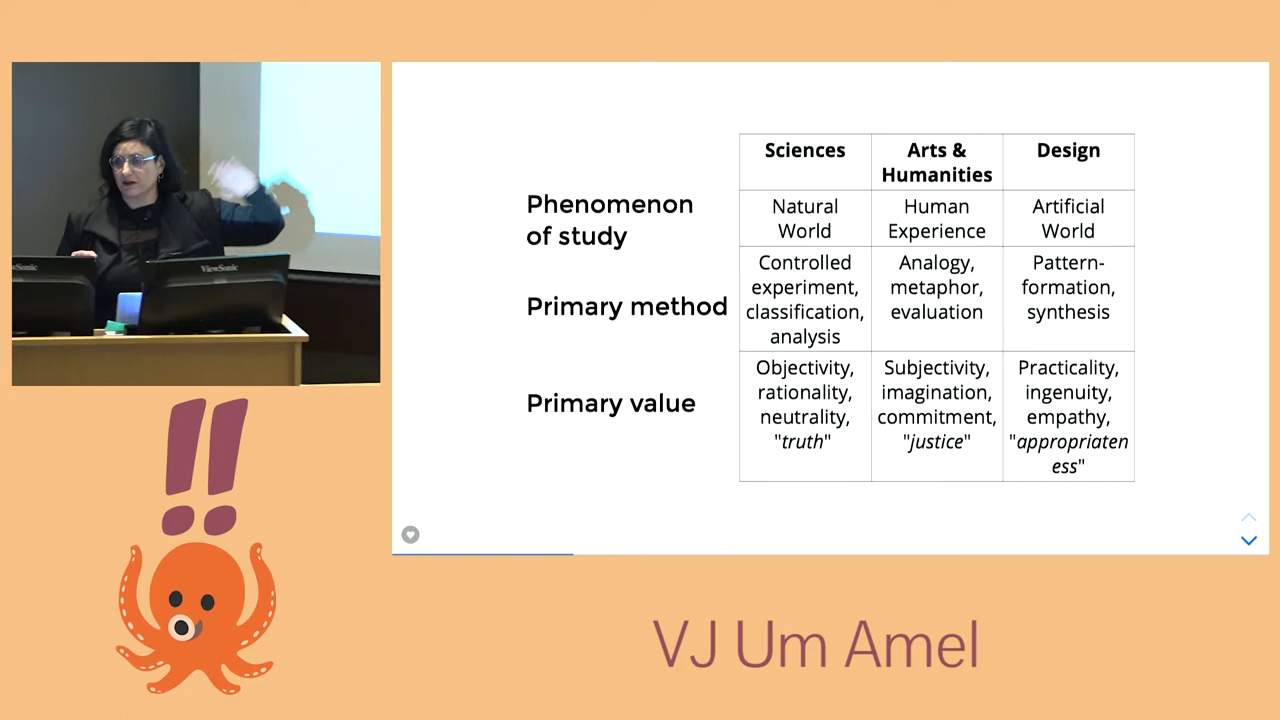 Sciences
Arts &
Humanities
Design
Phenomenon
of study
Natural
World
Human
Experience
Artificial
World
Primary method
Controlled
experiment,
classification,
analysis
Analogy,
metaphor,
evaluation
Pattern-
formation,
synthesis
Primary value
Objectivity,
rationality,
neutrality,
"truth"
Subjectivity,
imagination,
commitment,
"justice"
Practicality,
ingenuity,
empathy,
"appropriaten
ess"
ViewSonic
!!
VJ Um Amel